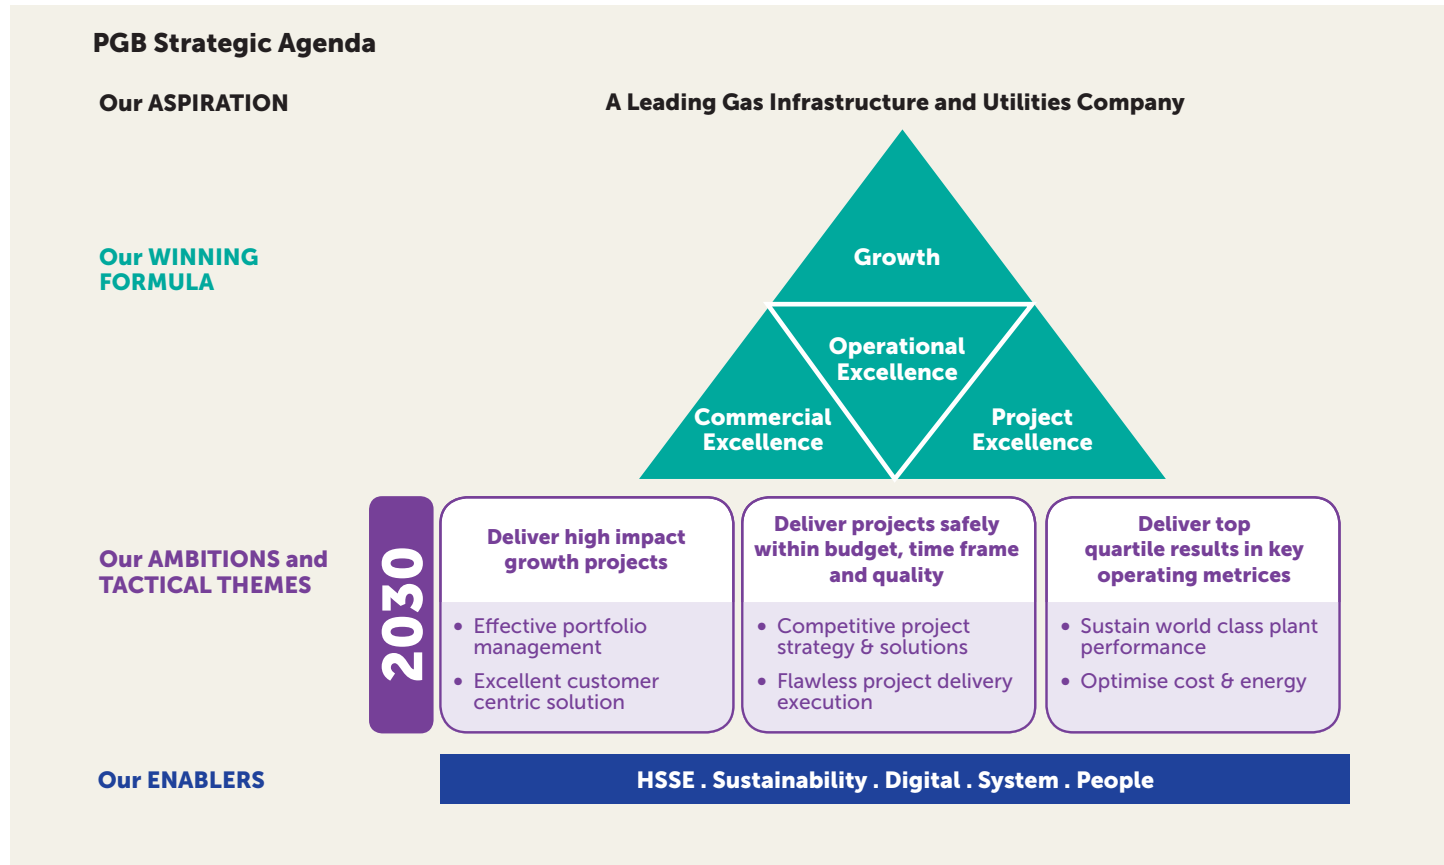 PGB Strategic Agenda
Our ASPIRATION
A Leading Gas Infrastructure and Utilities Company
Our WINNING
FORMULA
Growth
Operational
Excellence
Commercial
Excellence
Project
Excellence
Our AMBITIONS and
TACTICAL THEMES
2030
Deliver high impact
growth projects
• Effective portfolio
management
• Excellent customer
centric solution
Deliver projects safely
within budget, time frame
and quality
• Competitive project
strategy & solutions
• Flawless project delivery
execution
Deliver top
quartile results in key
operating metrices
• Sustain world class plant
performance
• Optimise cost & energy
Our ENABLERS
HSSE . Sustainability . Digital . System . People